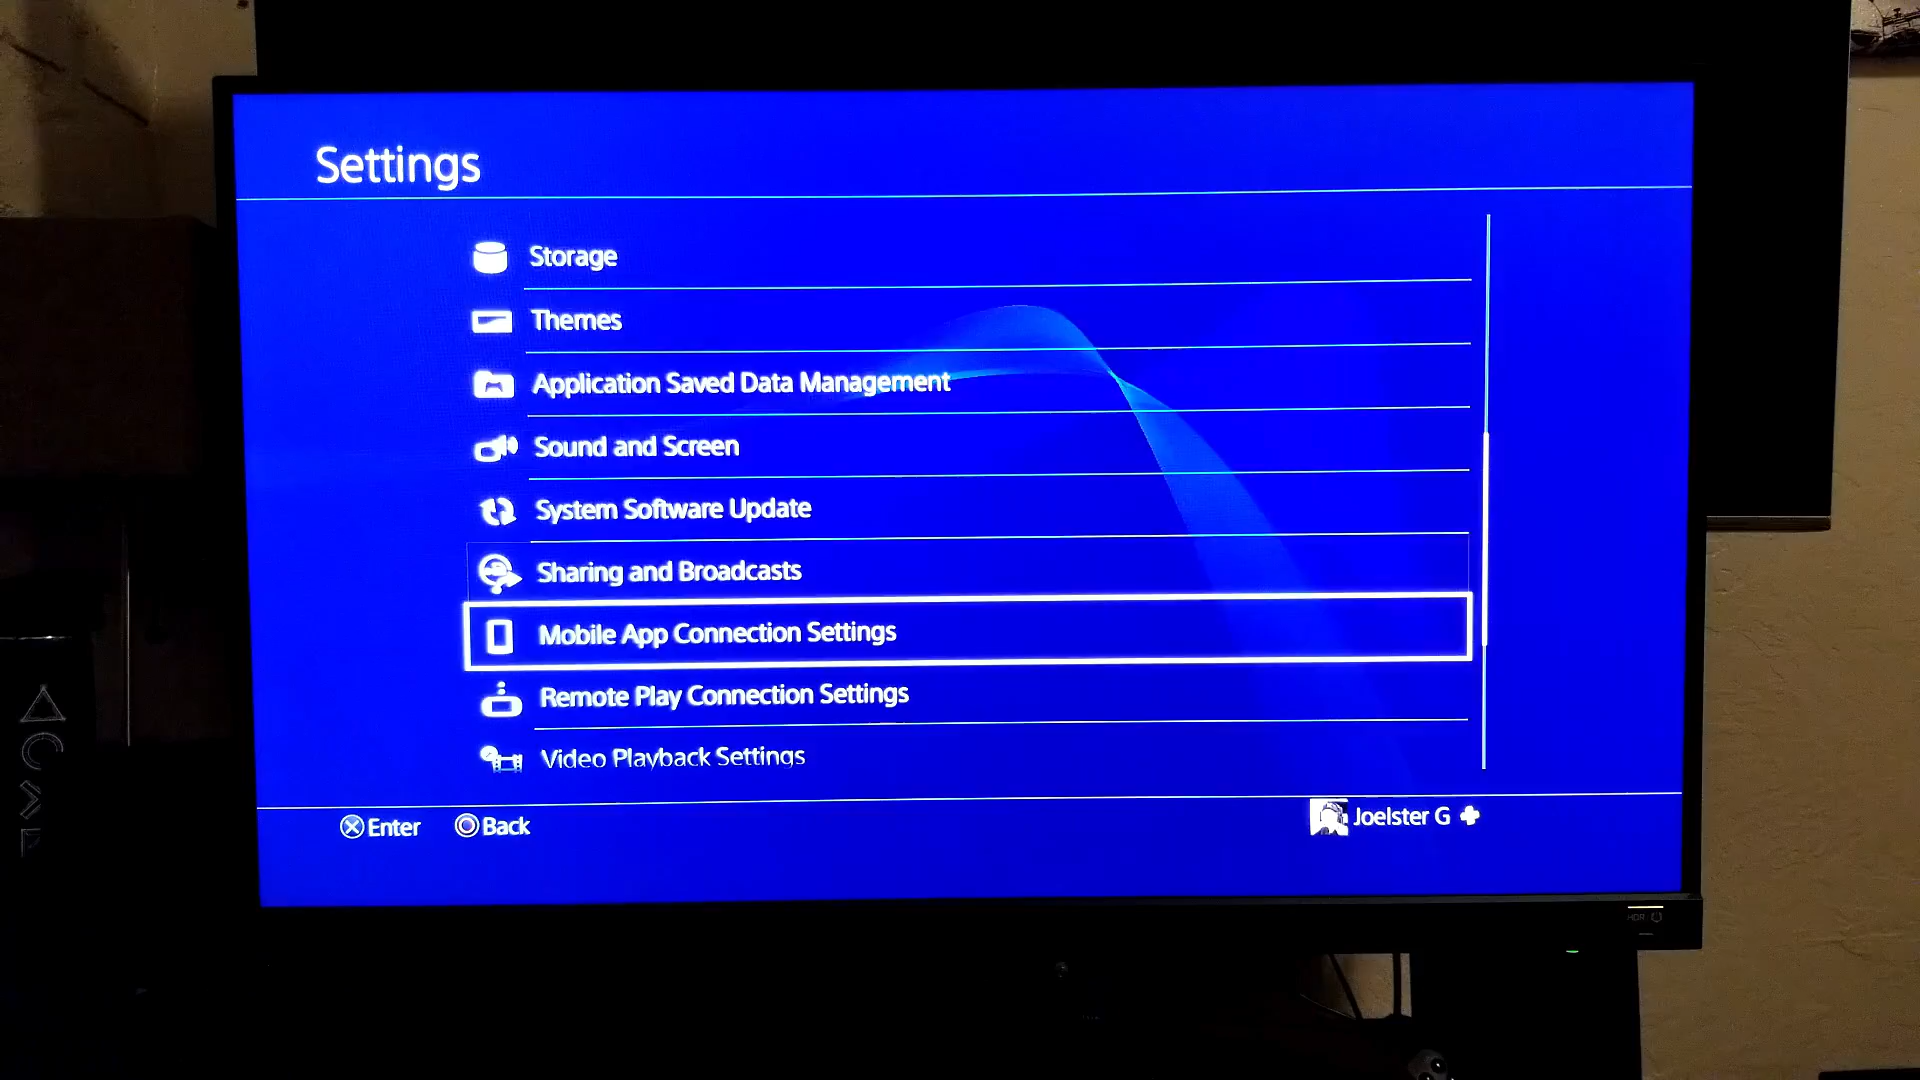 Settings
Storage
Themes
Application Saved Data Management
Sound and Screen
System Software Update
Sharing and Broadcasts
Mobile App Connection Settings
Remote Play Connection Settings
Video Playback Settings
Enter Back
Joelster G
HDR